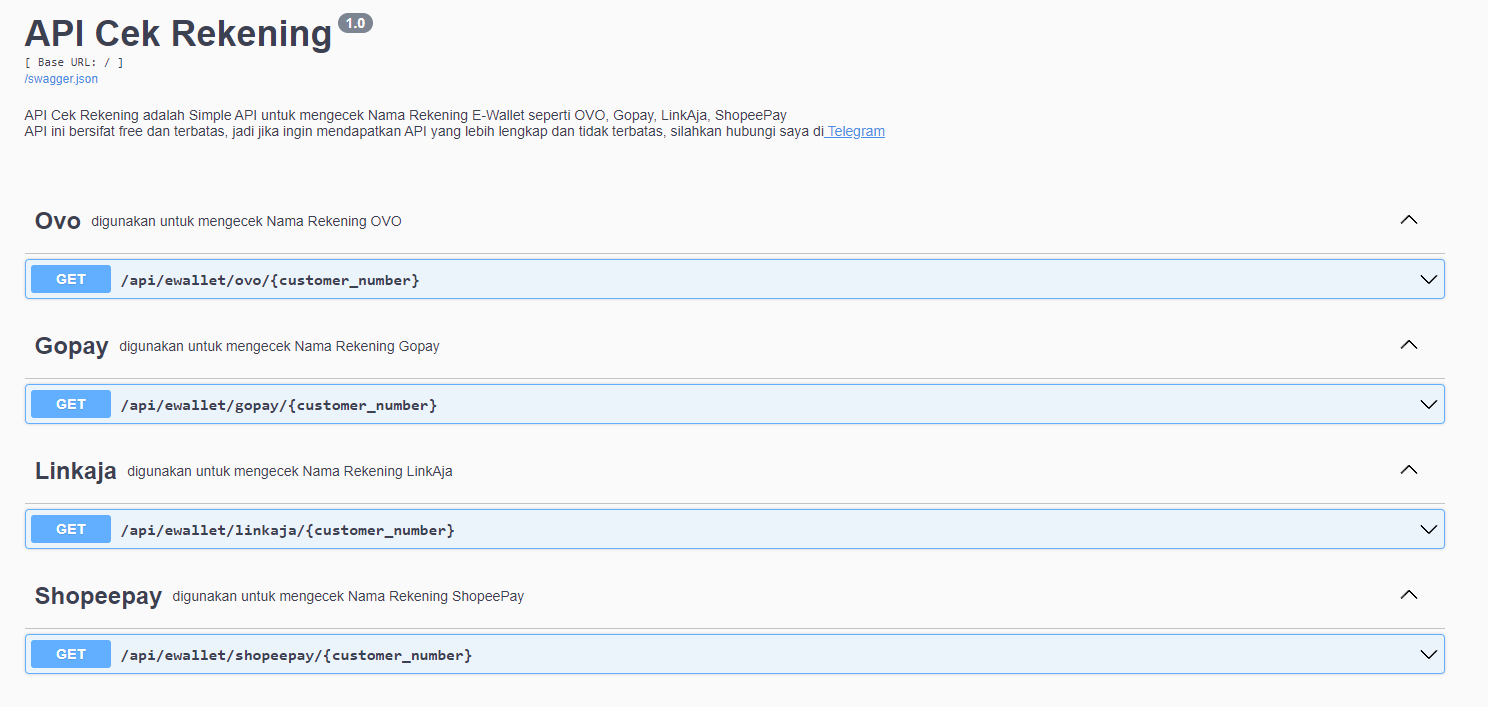 API Cek Rekening 1.0
[ Base URL: / ]
/swagger.json
API Cek Rekening adalah Simple API untuk mengecek Nama Rekening E-Wallet seperti OVO, Gopay, LinkAja, ShopeePay
API ini bersifat free dan terbatas, jadi jika ingin mendapatkan API yang lebih lengkap dan tidak terbatas, silahkan hubungi saya di Telegram
Ovo digunakan untuk mengecek Nama Rekening OVO
GET /api/ewallet/ovo/{customer_number}
Gopay digunakan untuk mengecek Nama Rekening Gopay
GET /api/ewallet/gopay/{customer_number}
Linkaja digunakan untuk mengecek Nama Rekening LinkAja
GET /api/ewallet/linkaja/{customer_number}
Shopeepay digunakan untuk mengecek Nama Rekening ShopeePay
GET /api/ewallet/shopeepay/{customer_number}